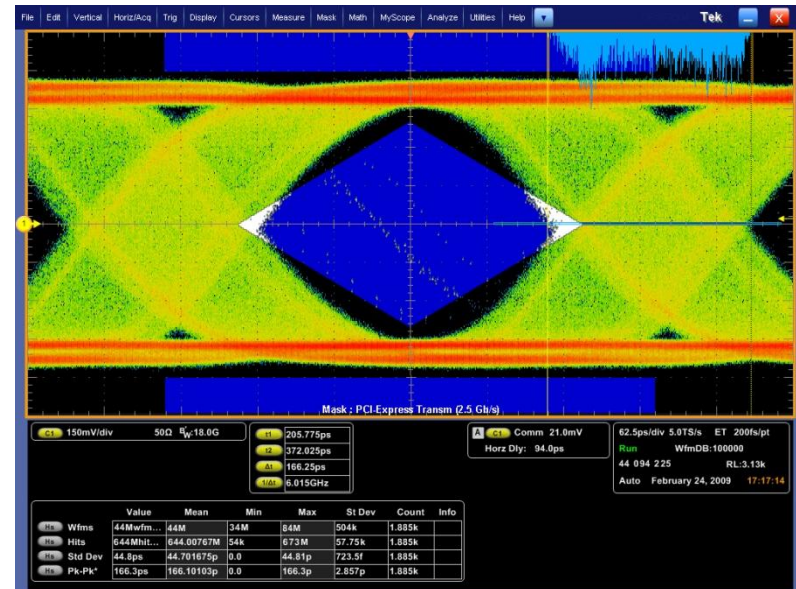 File Edit Vertical Horiz/Acq Trig Display Cursors Measure Mask Math MyScope Analyze Utilities Help Tek X
1
Mask : PCI-Express Transm (2.5 Gb/s)
C1 150mV/div 50Ω BW:18.0G
t1 205.775ps
t2 372.025ps
Δt 166.25ps
1/Δt 6.015GHz
A C1 Comm 21.0mV
Horz Dly: 94.0ps
62.5ps/div 5.0TS/s ET 200fs/pt
Run WfmDB:100000
44 094 225 RL:3.13k
Auto February 24, 2009 17:17:14
Value Mean Min Max St Dev Count Info
Hs Wfms 44Mwfm... 44M 34M 84M 504k 1.885k
Hs Hits 644Mhit... 644.00767M 54k 673M 57.75k 1.885k
Hs Std Dev 44.8ps 44.701675p 0.0 44.81p 723.5f 1.885k
Hs Pk-Pk* 166.3ps 166.10103p 0.0 166.3p 2.857p 1.885k